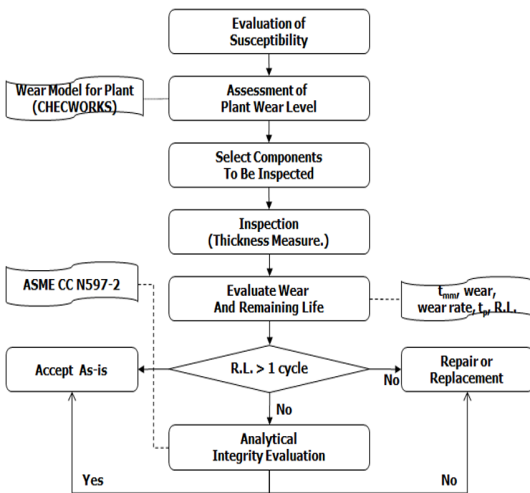 Evaluation of
Susceptibility
Wear Model for Plant
(CHECWORKS)
Assessment of
Plant Wear Level
Select Components
To Be Inspected
Inspection
(Thickness Measure.)
ASME CC N597-2
Evaluate Wear
And Remaining Life
tmm, wear,
wear rate, tp, R.L.
Accept As-is
R.L. > 1 cycle
Repair or
Replacement
No
No
Analytical
Integrity Evaluation
Yes
No